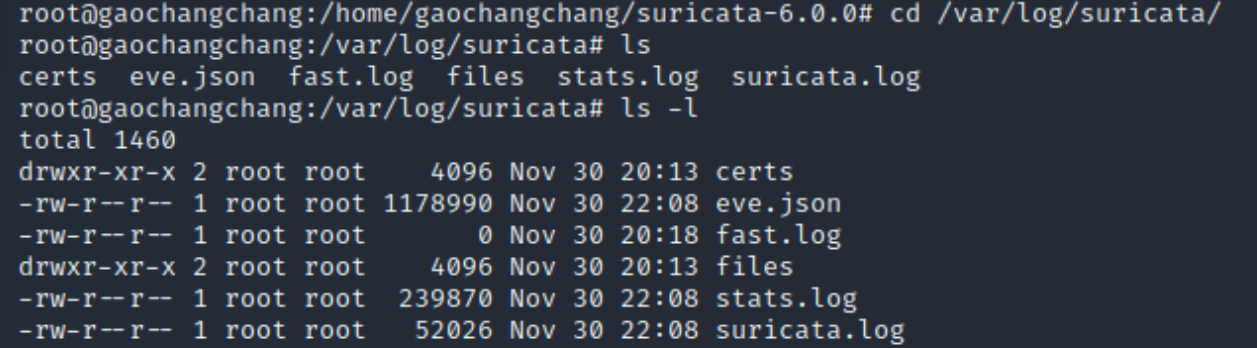 root@gaochangchang:/home/gaochangchang/suricata-6.0.0# cd /var/log/suricata/
root@gaochangchang:/var/log/suricata# ls
certs  eve.json  fast.log  files  stats.log  suricata.log
root@gaochangchang:/var/log/suricata# ls -l
total 1460
drwxr-xr-x 2 root root    4096 Nov 30 20:13 certs
-rw-r--r-- 1 root root 1178990 Nov 30 22:08 eve.json
-rw-r--r-- 1 root root       0 Nov 30 20:18 fast.log
drwxr-xr-x 2 root root    4096 Nov 30 20:13 files
-rw-r--r-- 1 root root  239870 Nov 30 22:08 stats.log
-rw-r--r-- 1 root root   52026 Nov 30 22:08 suricata.log